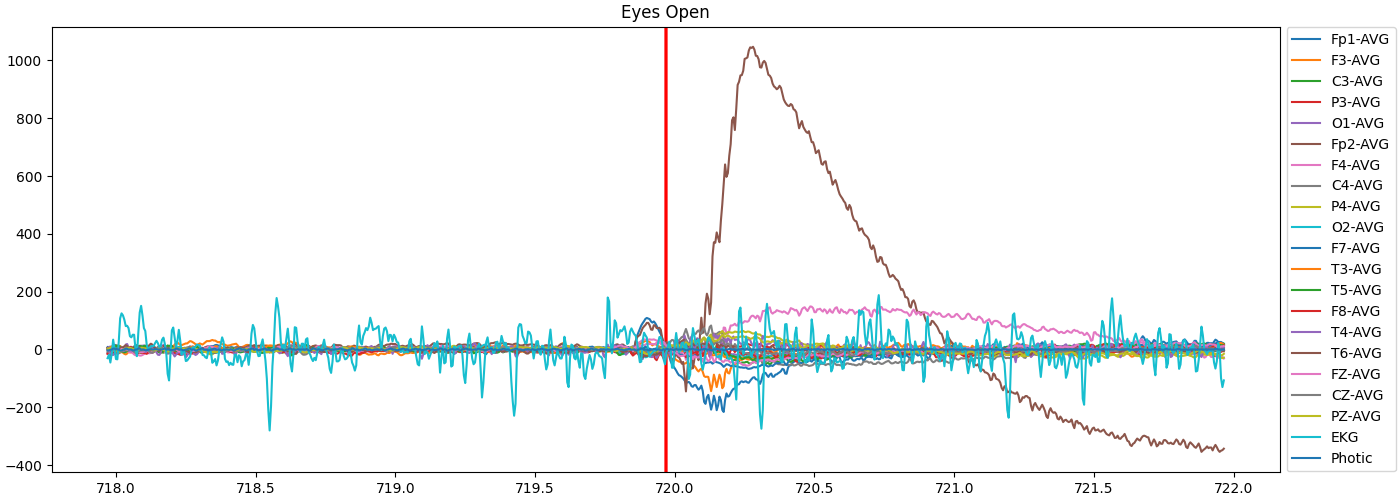 Eyes Open
1000
800
600
400
200
0
−200
−400
718.0 718.5 719.0 719.5 720.0 720.5 721.0 721.5 722.0
Fp1-AVG
F3-AVG
C3-AVG
P3-AVG
O1-AVG
Fp2-AVG
F4-AVG
C4-AVG
P4-AVG
O2-AVG
F7-AVG
T3-AVG
T5-AVG
F8-AVG
T4-AVG
T6-AVG
FZ-AVG
CZ-AVG
PZ-AVG
EKG
Photic